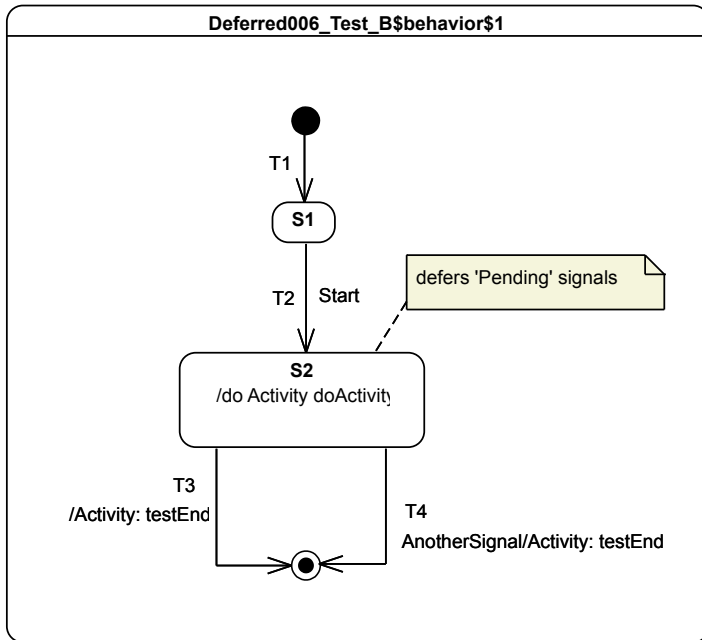 Deferred006_Test_B$behavior$1
T1
S1
T2 Start
defers 'Pending' signals
S2
/do Activity doActivity
T3
/Activity: testEnd
T4
AnotherSignal/Activity: testEnd